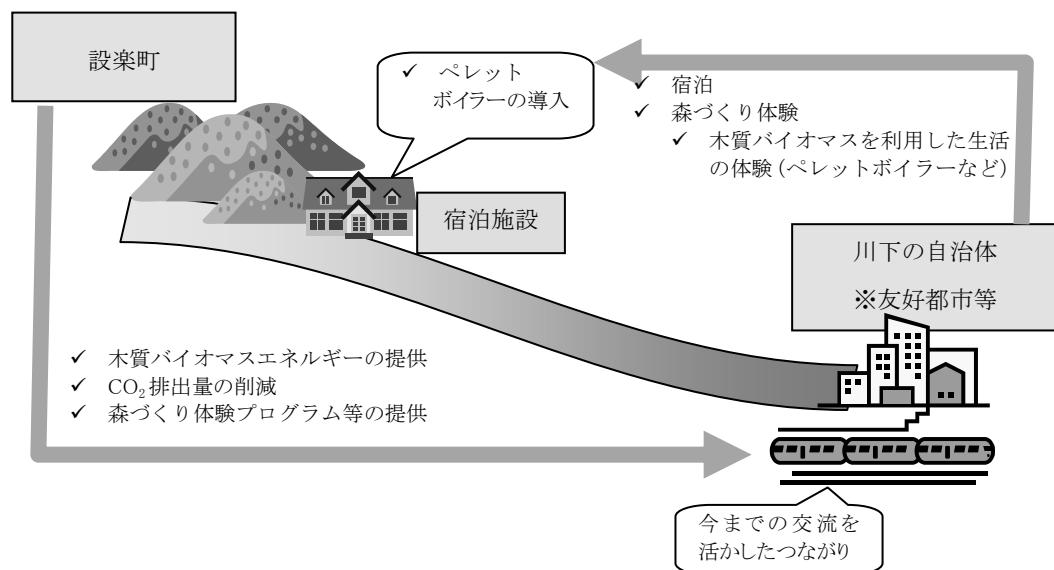 設楽町
✓ ペレット
ボイラーの導入
✓ 宿泊
✓ 森づくり体験
✓ 木質バイオマスを利用した生活
の体験(ペレットボイラーなど)
宿泊施設
川下の自治体
※友好都市等
✓ 木質バイオマスエネルギーの提供
✓ CO₂排出量の削減
✓ 森づくり体験プログラム等の提供
今までの交流を
活かしたつながり